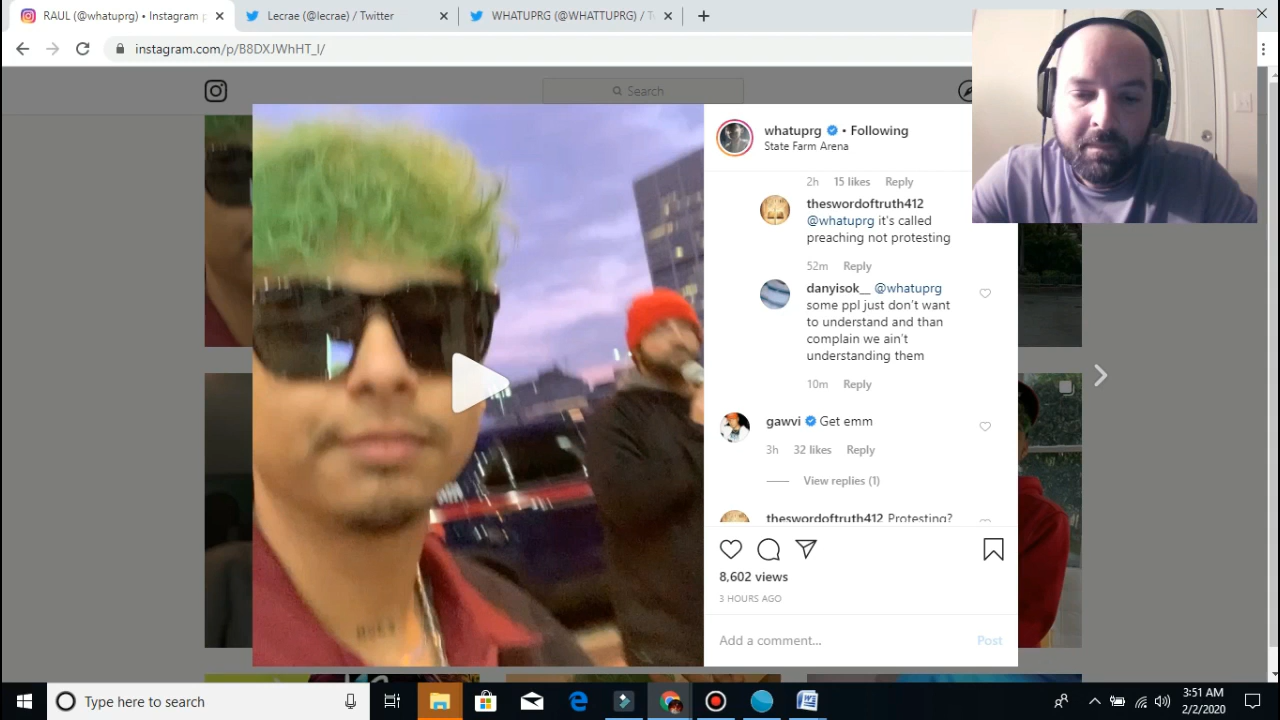 RAUL (@whatuprg) • Instagram p
Lecrae (@lecrae) / Twitter
WHATUPRG (@WHATTUPRG) / T
instagram.com/p/B8DXJWhHT_l/
Search
whatuprg • Following
State Farm Arena
2h 15 likes Reply
theswordoftruth412
@whatuprg it's called
preaching not protesting
52m Reply
danyisok__ @whatuprg
some ppl just don't want
to understand and than
complain we ain't
understanding them
10m Reply
gawvi Get emm
3h 32 likes Reply
View replies (1)
theswordoftruth412 Protesting?
8,602 views
3 HOURS AGO
Add a comment...
Post
Type here to search
3:51 AM
2/2/2020